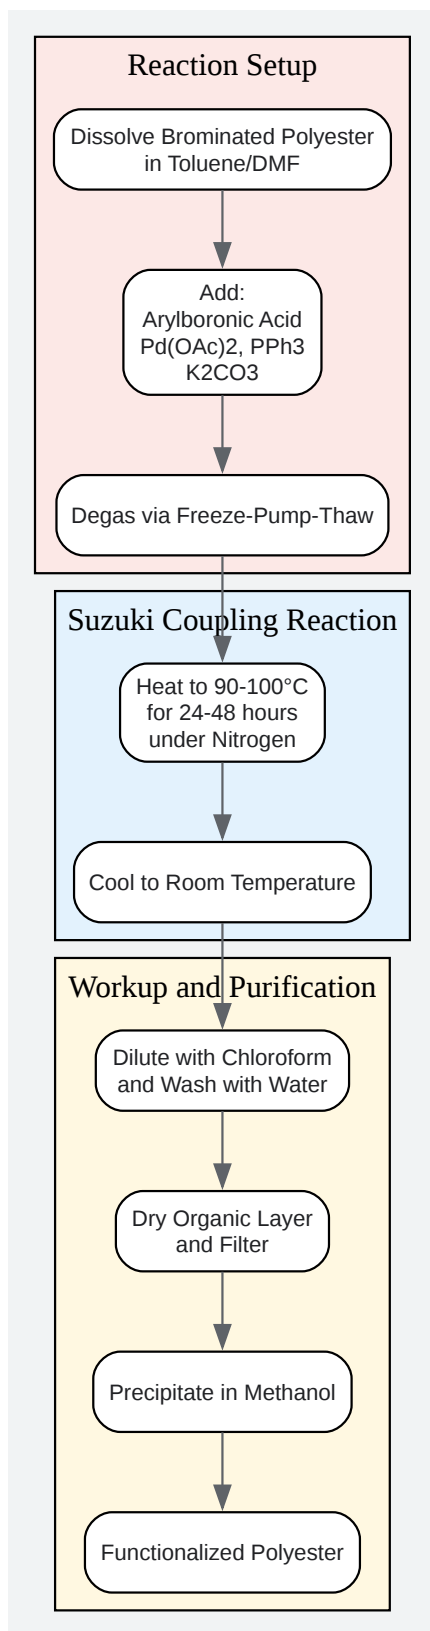 Reaction Setup
Dissolve Brominated Polyester
in Toluene/DMF
Add:
Arylboronic Acid
Pd(OAc)2, PPh3
K2CO3
Degas via Freeze-Pump-Thaw
Suzuki Coupling Reaction
Heat to 90-100°C
for 24-48 hours
under Nitrogen
Cool to Room Temperature
Workup and Purification
Dilute with Chloroform
and Wash with Water
Dry Organic Layer
and Filter
Precipitate in Methanol
Functionalized Polyester